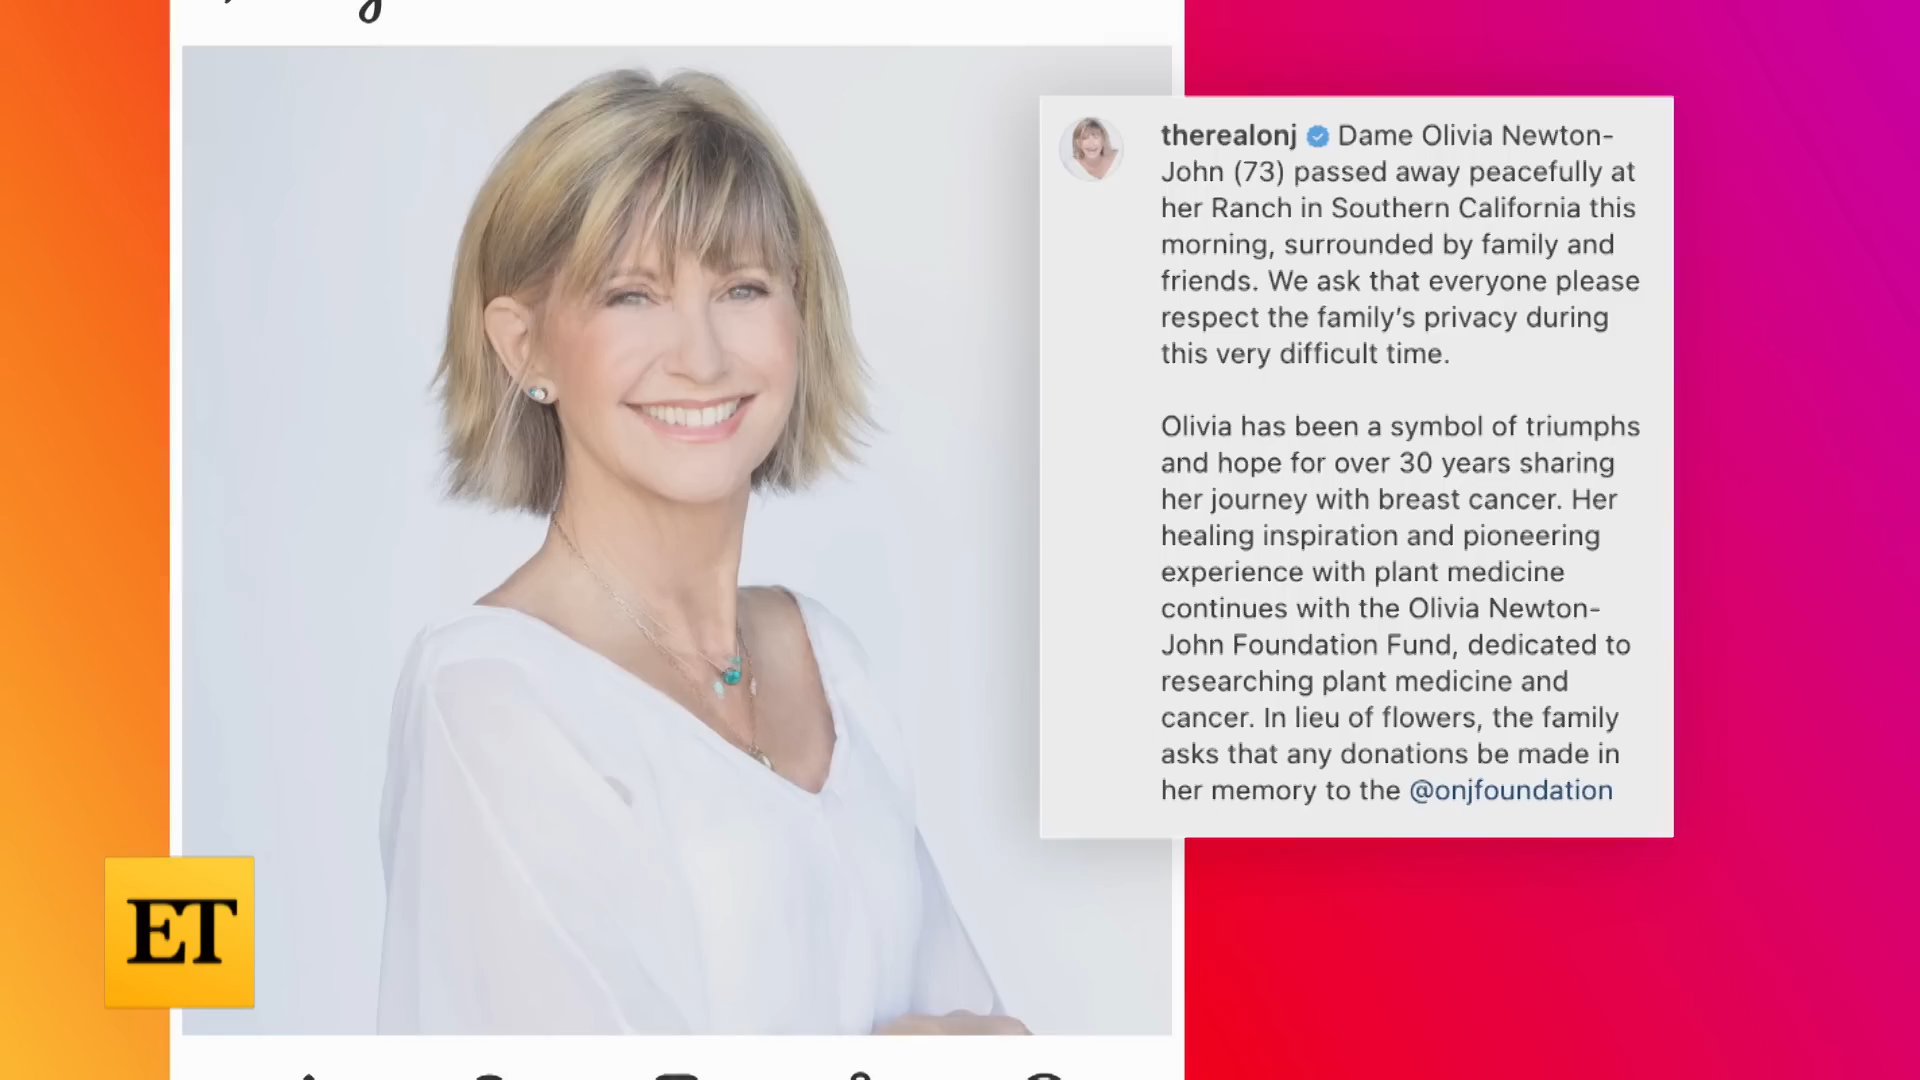 therealonj Dame Olivia Newton-
John (73) passed away peacefully at
her Ranch in Southern California this
morning, surrounded by family and
friends. We ask that everyone please
respect the family’s privacy during
this very difficult time.
Olivia has been a symbol of triumphs
and hope for over 30 years sharing
her journey with breast cancer. Her
healing inspiration and pioneering
experience with plant medicine
continues with the Olivia Newton-
John Foundation Fund, dedicated to
researching plant medicine and
cancer. In lieu of flowers, the family
asks that any donations be made in
her memory to the @onjfoundation
ET